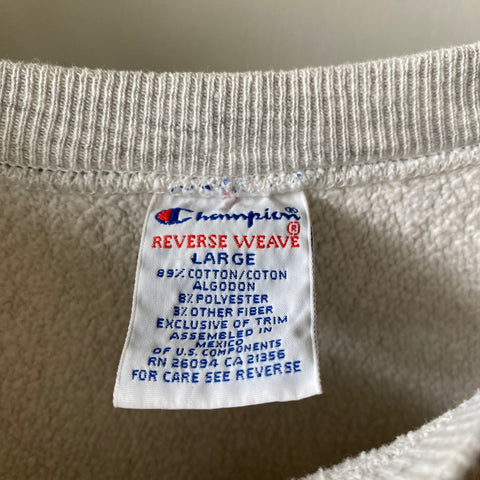 Champion
REVERSE WEAVE ®
LARGE
89% COTTON/COTON
ALGODON
8% POLYESTER
3% OTHER FIBER
EXCLUSIVE OF TRIM
ASSEMBLED IN
MEXICO
OF U.S. COMPONENTS
RN 26094 CA 21356
FOR CARE SEE REVERSE